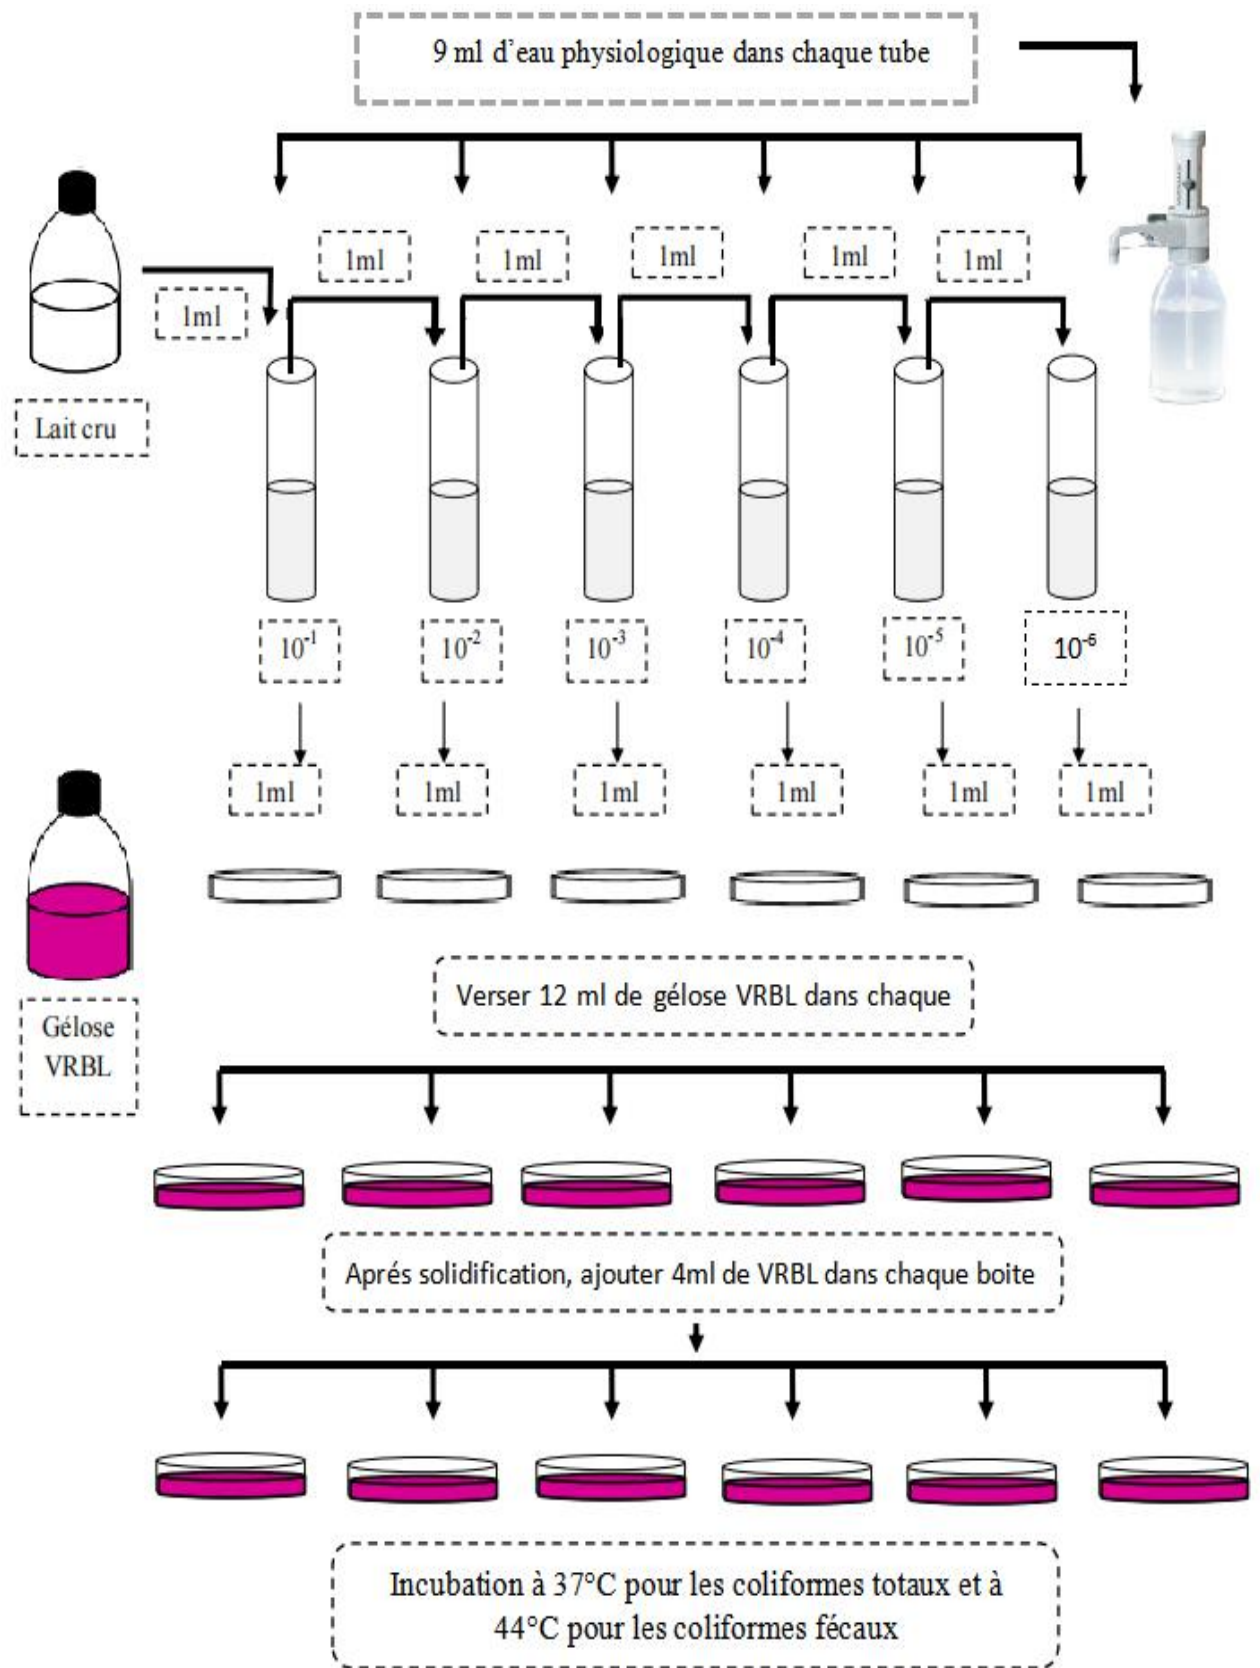 9 ml d’eau physiologique dans chaque tube
1ml
1ml
1ml
1ml
1ml
1ml
Lait cru
10⁻¹
10⁻²
10⁻³
10⁻⁴
10⁻⁵
10⁻⁶
1ml
1ml
1ml
1ml
1ml
1ml
Verser 12 ml de gélose VRBL dans chaque
Gélose
VRBL
Aprés solidification, ajouter 4ml de VRBL dans chaque boite
Incubation à 37°C pour les coliformes totaux et à
44°C pour les coliformes fécaux